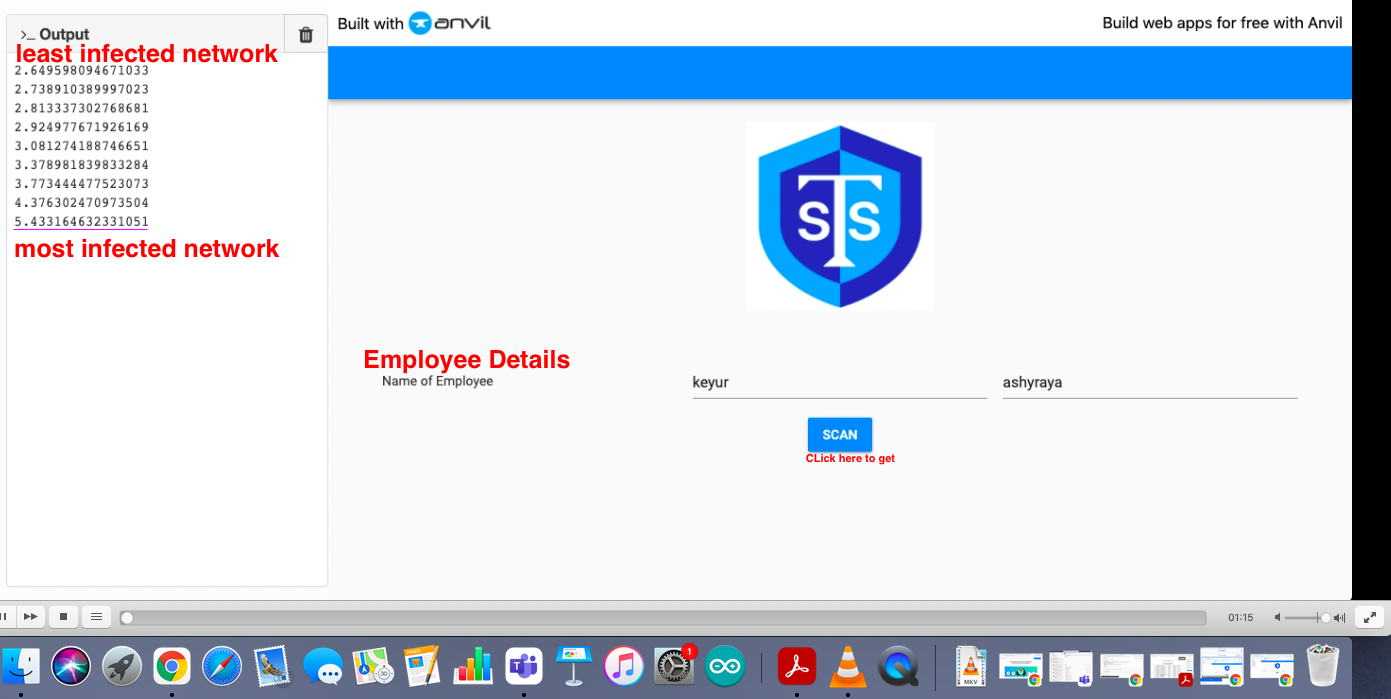 >_ Output
least infected network
2.649598094671033
2.738910389997023
2.813337302768681
2.924977671926169
3.081274188746651
3.378981839833284
3.773444477523073
4.376302470973504
5.433164632331051
most infected network
Built with anvil
Build web apps for free with Anvil
STS
Employee Details
Name of Employee
keyur
ashyraya
SCAN
CLick here to get
01:15
1
3D
MKV